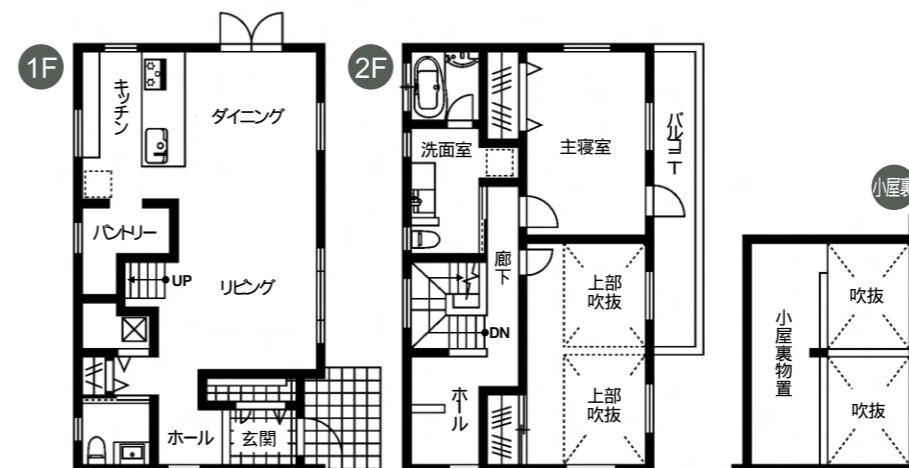 1F
キッチン
ダイニング
パントリー
UP
リビング
ホール
玄関
2F
洗面室
主寝室
バルコニー
廊下
上部
吹抜
DN
上部
吹抜
ホール
小屋裏
吹抜
小屋裏物置
吹抜